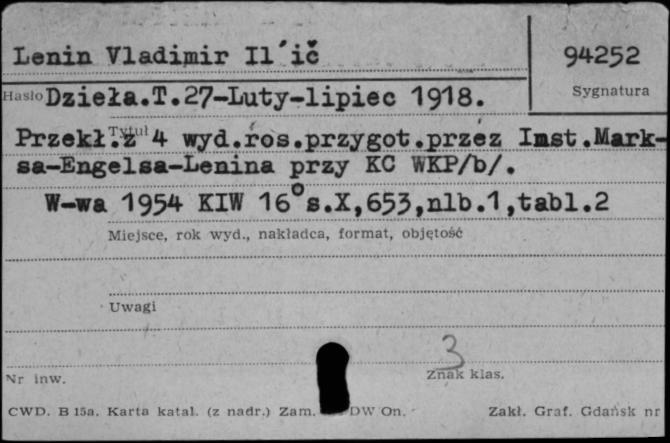 Lenin Vladimir Il´ič
94252
Sygnatura
Hasło
Dzieła.T.27-Luty-lipiec 1918.
Tytuł
Przekł.z 4 wyd.ros.przygot.przez Imst.Mark-
sa-Engelsa-Lenina przy KC WKP/b/.
W-wa 1954 KIW 16° s.X,653,nlb.1,tabl.2
Miejsce, rok wyd., nakładca, format, objętość
Uwagi
3
Nr inw.
Znak klas.
CWD. B 15a. Karta katal. (z nadr.) Zam. DW On. Zakł. Graf. Gdańsk nr